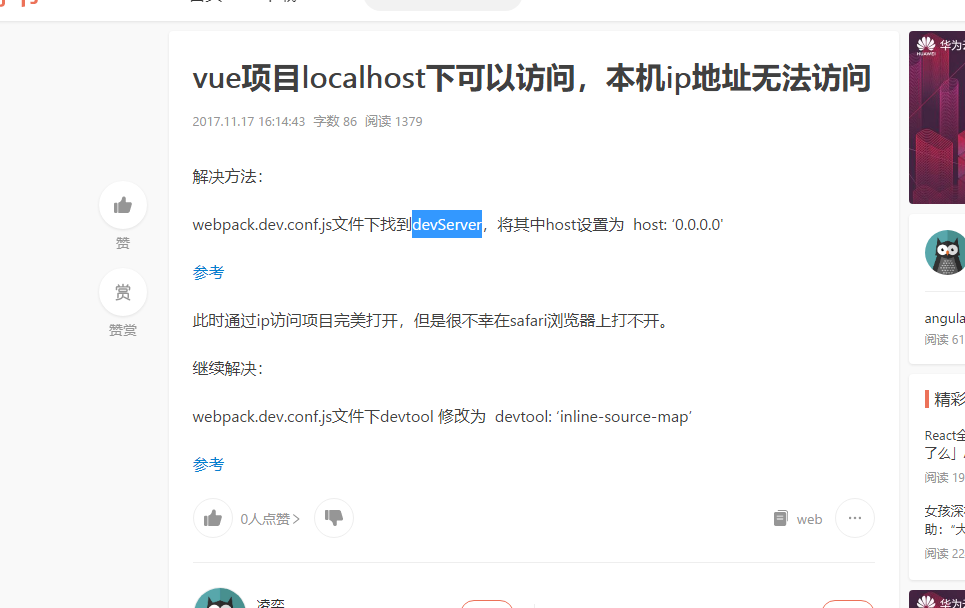 vue项目localhost下可以访问，本机ip地址无法访问
2017.11.17 16:14:43 字数 86 阅读 1379
解决方法：
webpack.dev.conf.js文件下找到devServer，将其中host设置为 host: '0.0.0.0'
参考
此时通过ip访问项目完美打开，但是很不幸在safari浏览器上打不开。
继续解决：
webpack.dev.conf.js文件下devtool 修改为 devtool: 'inline-source-map'
参考
0人点赞>
web
赞
赏
赞赏
凌弈
HUAWEI 华为云
angula
阅读 61
精彩
React全
了么」
阅读 19
女孩深
助：“大
阅读 22